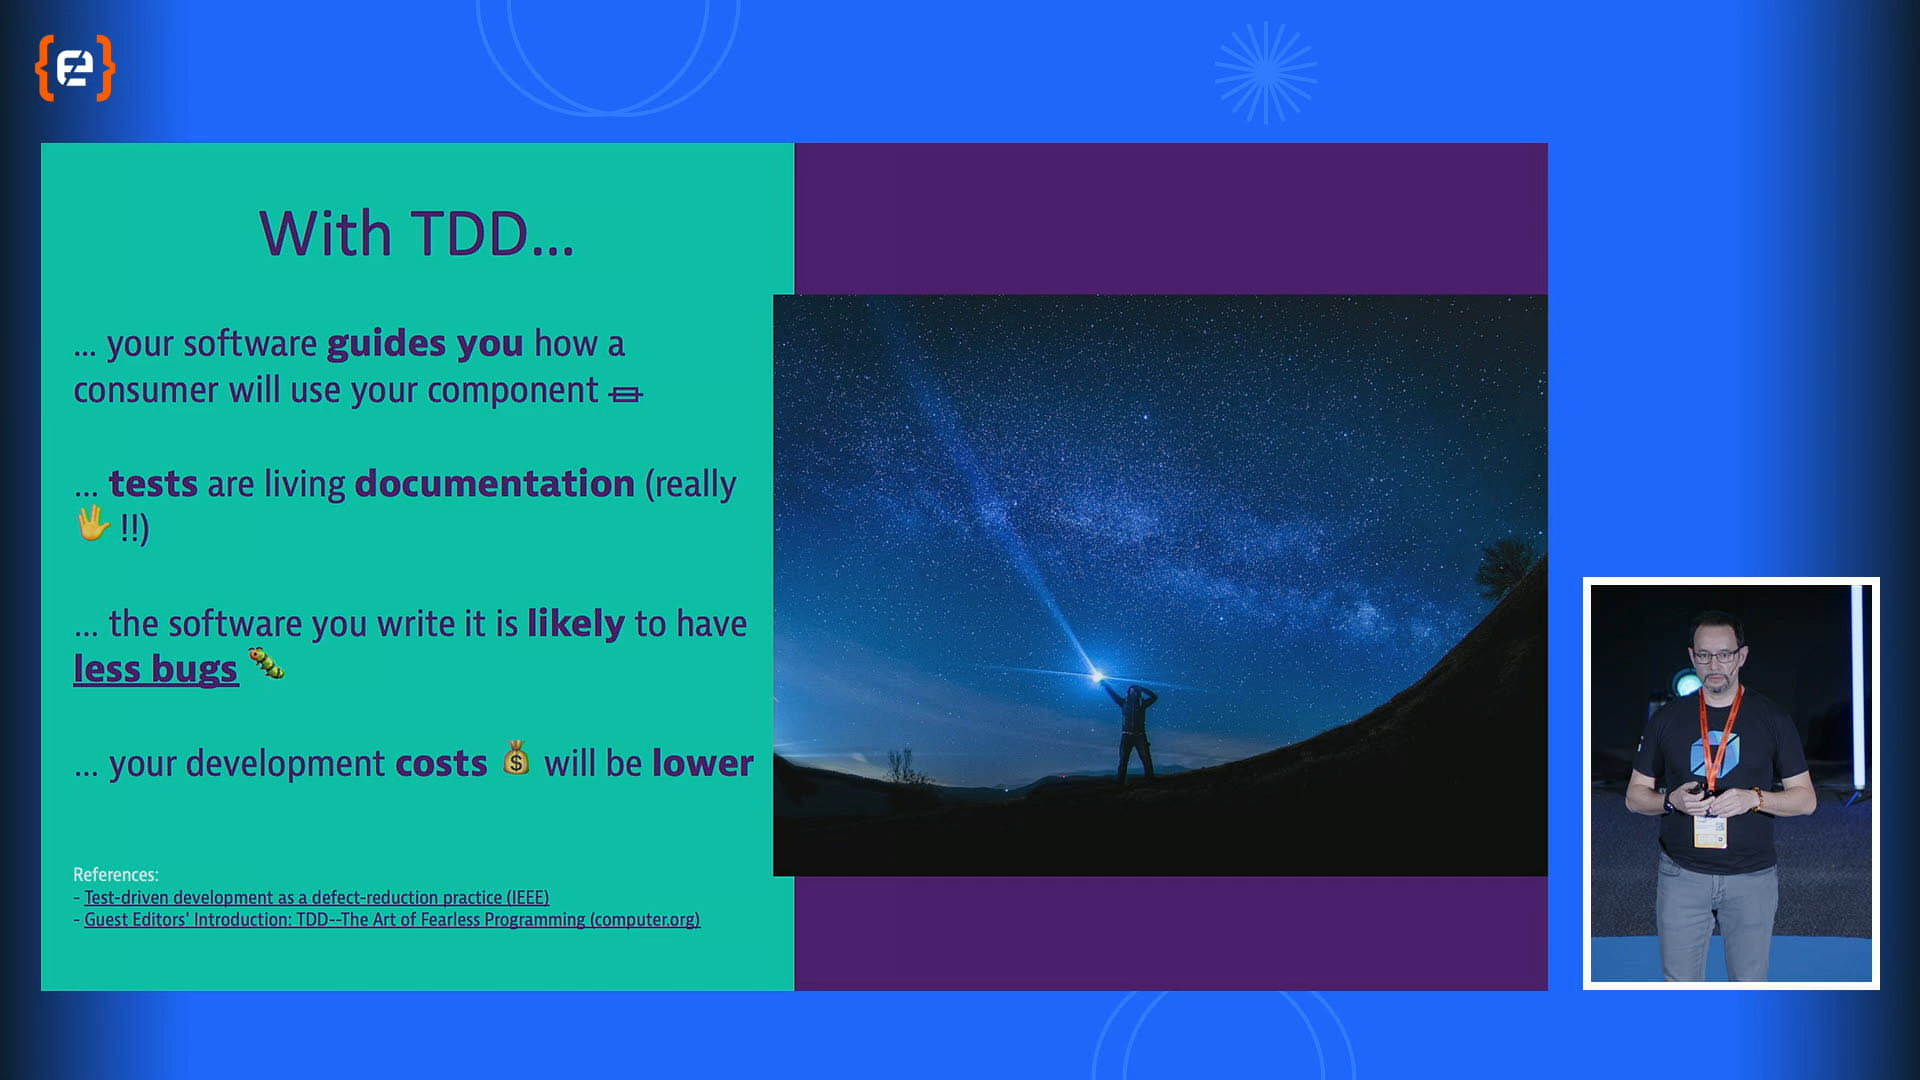 With TDD...
... your software guides you how a
consumer will use your component
... tests are living documentation (really
🖖 !!)
... the software you write it is likely to have
less bugs 🐛
... your development costs 💰 will be lower
References:
- Test-driven development as a defect-reduction practice (IEEE)
- Guest Editors' Introduction: TDD--The Art of Fearless Programming (computer.org)